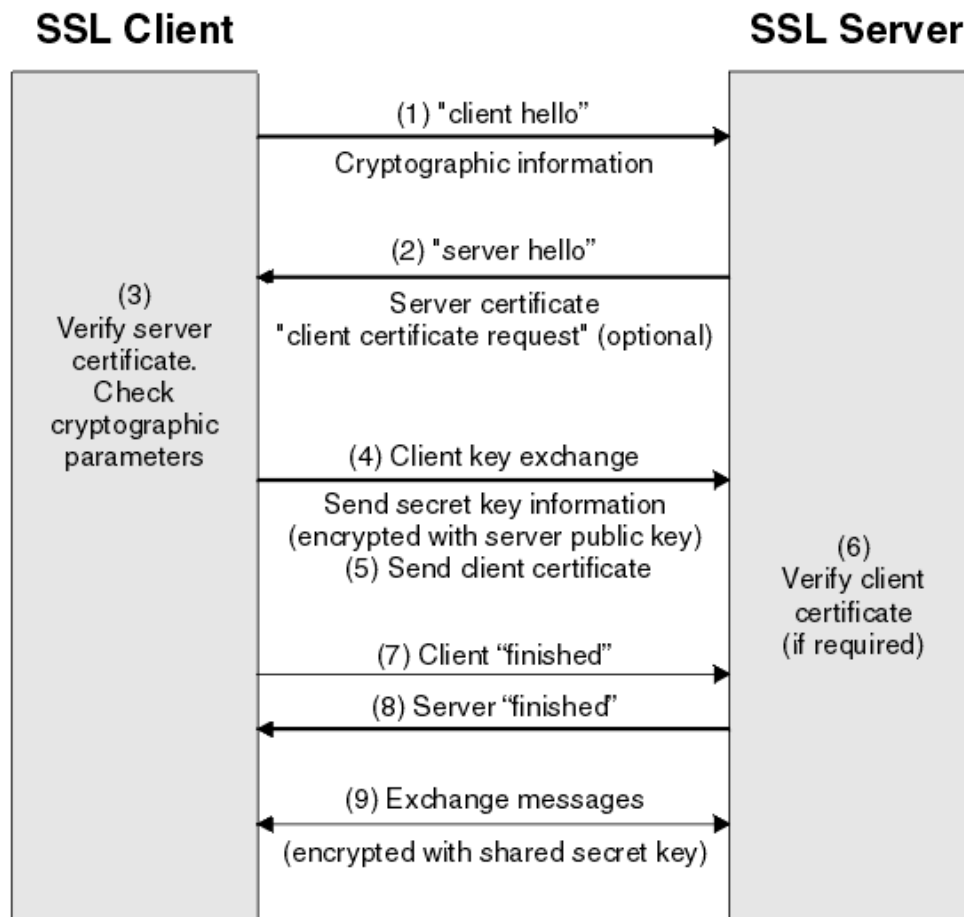 SSL Client
SSL Server
(1) "client hello”
Cryptographic information
(2) "server hello”
Server certificate
"client certificate request" (optional)
(3)
Verify server
certificate.
Check
cryptographic
parameters
(4) Client key exchange
Send secret key information
(encrypted with server public key)
(5) Send client certificate
(6)
Verify client
certificate
(if required)
(7) Client “finished”
(8) Server “finished”
(9) Exchange messages
(encrypted with shared secret key)